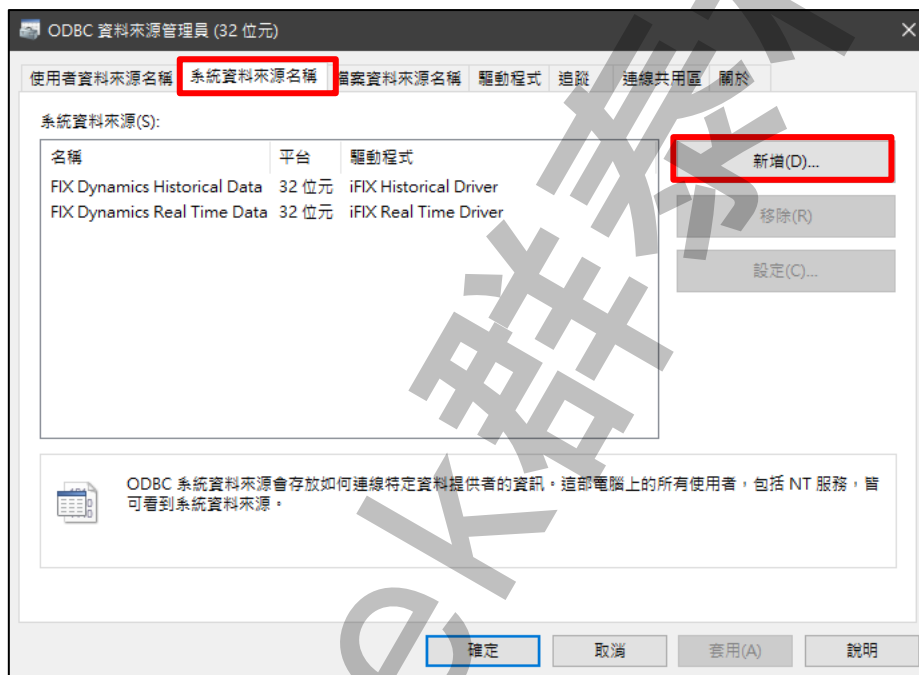 ODBC 資料來源管理員 (32 位元)
使用者資料來源名稱 系統資料來源名稱 檔案資料來源名稱 驅動程式 追蹤 連線共用區 關於
系統資料來源(S):
名稱 平台 驅動程式
FIX Dynamics Historical Data 32 位元 iFIX Historical Driver
FIX Dynamics Real Time Data 32 位元 iFIX Real Time Driver
新增(D)...
移除(R)
設定(C)...
ODBC 系統資料來源會存放如何連線特定資料提供者的資訊。這部電腦上的所有使用者，包括 NT 服務，皆
可看到系統資料來源。
確定 取消 套用(A) 說明
ek群泰